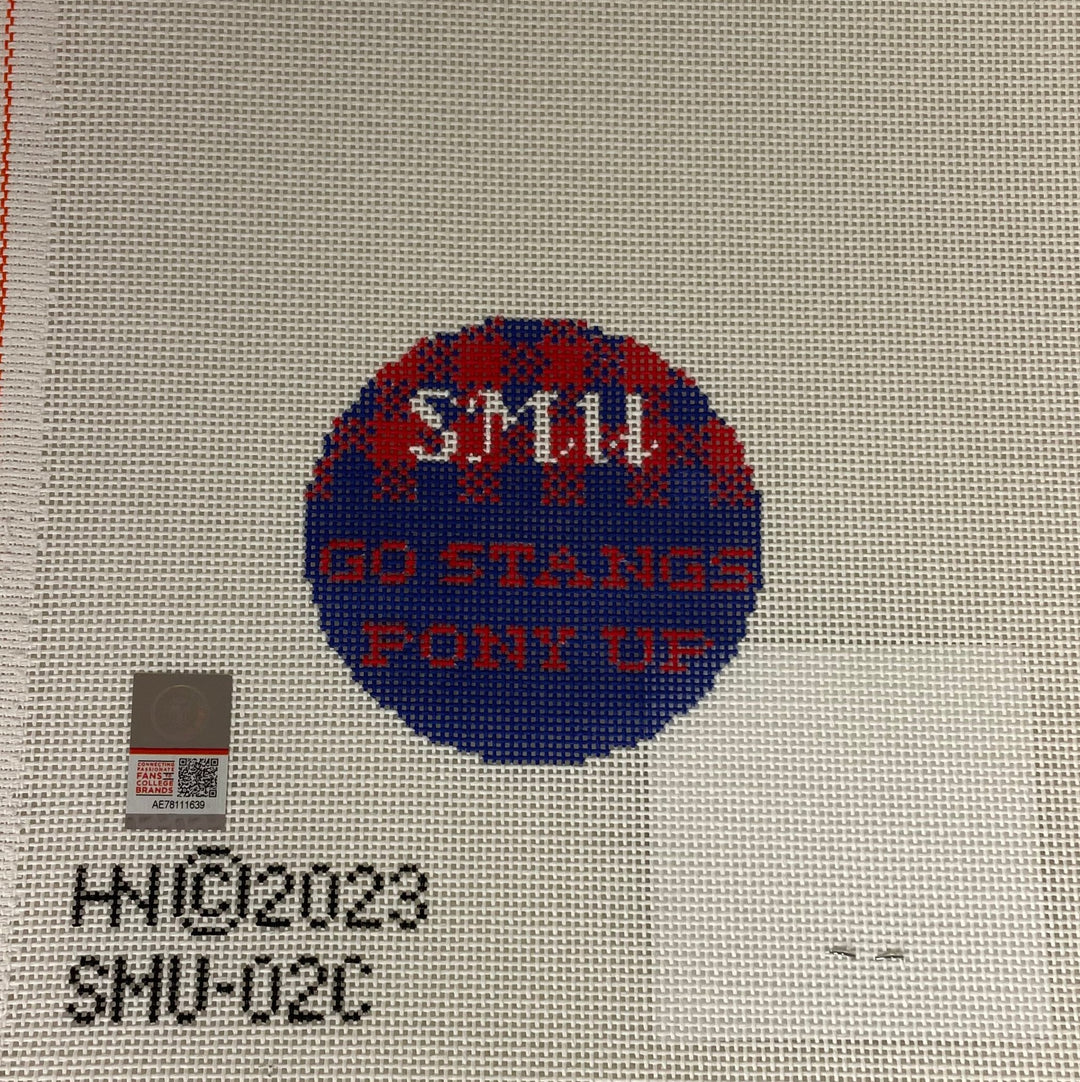 SMU
GO STANGS
PONY UP
CONNECTING
PASSIONATE
FANS TO
COLLEGE
BRANDS
AE78111639
HN©2023
SMU-02C